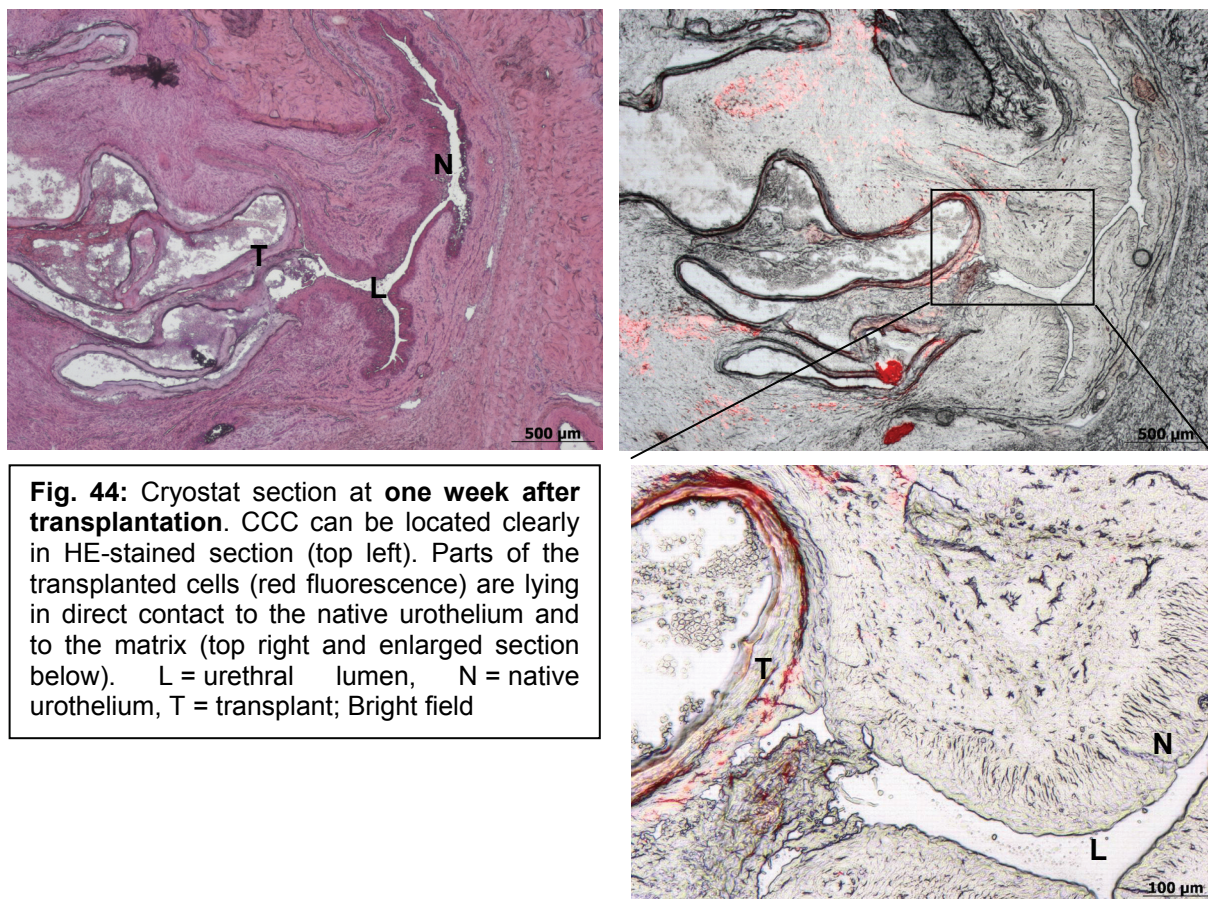 N
T
L
500 µm
500 µm
Fig. 44: Cryostat section at one week after
transplantation. CCC can be located clearly
in HE-stained section (top left). Parts of the
transplanted cells (red fluorescence) are lying
in direct contact to the native urothelium and
to the matrix (top right and enlarged section
below). L = urethral lumen, N = native
urothelium, T = transplant; Bright field
T
N
L
100 µm